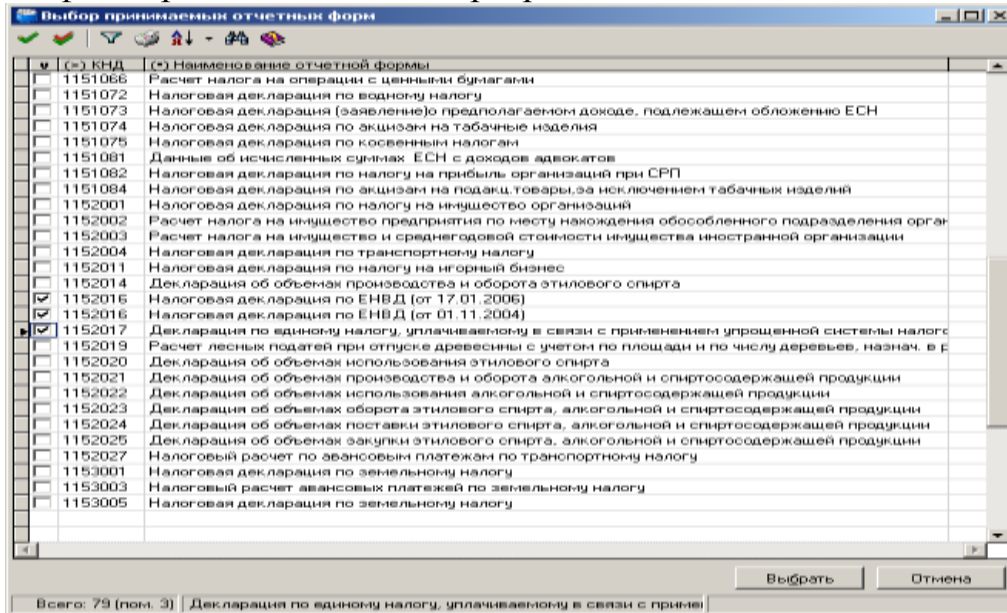 Выбор принимаемых отчетных форм
v (=) КНД (*) Наименование отчетной формы
1151066 Расчет налога на операции с ценными бумагами
1151072 Налоговая декларация по водному налогу
1151073 Налоговая декларация (заявление)о предполагаемом доходе, подлежащем обложению ЕСН
1151074 Налоговая декларация по акцизам на табачные изделия
1151075 Налоговая декларация по косвенным налогам
1151081 Данные об исчисленных суммах ЕСН с доходов адвокатов
1151082 Налоговая декларация по налогу на прибыль организаций при СРП
1151084 Налоговая декларация по акцизам на подакц.товары,за исключением табачных изделий
1152001 Налоговая декларация по налогу на имущество организаций
1152002 Расчет налога на имущество предприятия по месту нахождения обособленного подразделения орган
1152003 Расчет налога на имущество и среднегодовой стоимости имущества иностранной организации
1152004 Налоговая декларация по транспортному налогу
1152011 Налоговая декларация по налогу на игорный бизнес
1152014 Декларация об объемах производства и оборота этилового спирта
1152016 Налоговая декларация по ЕНВД (от 17.01.2006)
1152016 Налоговая декларация по ЕНВД (от 01.11.2004)
1152017 Декларация по единому налогу, уплачиваемому в связи с применением упрощенной системы налого
1152019 Расчет лесных податей при отпуске древесины с учетом по площади и по числу деревьев, назнач. в р
1152020 Декларация об объемах использования этилового спирта
1152021 Декларация об объемах производства и оборота алкогольной и спиртосодержащей продукции
1152022 Декларация об объемах использования алкогольной и спиртосодержащей продукции
1152023 Декларация об объемах оборота этилового спирта, алкогольной и спиртосодержащей продукции
1152024 Декларация об объемах поставки этилового спирта, алкогольной и спиртосодержащей продукции
1152025 Декларация об объемах закупки этилового спирта, алкогольной и спиртосодержащей продукции
1152027 Налоговый расчет по авансовым платежам по транспортному налогу
1153001 Налоговая декларация по земельному налогу
1153003 Налоговый расчет авансовых платежей по земельному налогу
1153005 Налоговая декларация по земельному налогу
Выбрать Отмена
Всего: 79 (пом. 3) Декларация по единому налогу, уплачиваемому в связи с приме